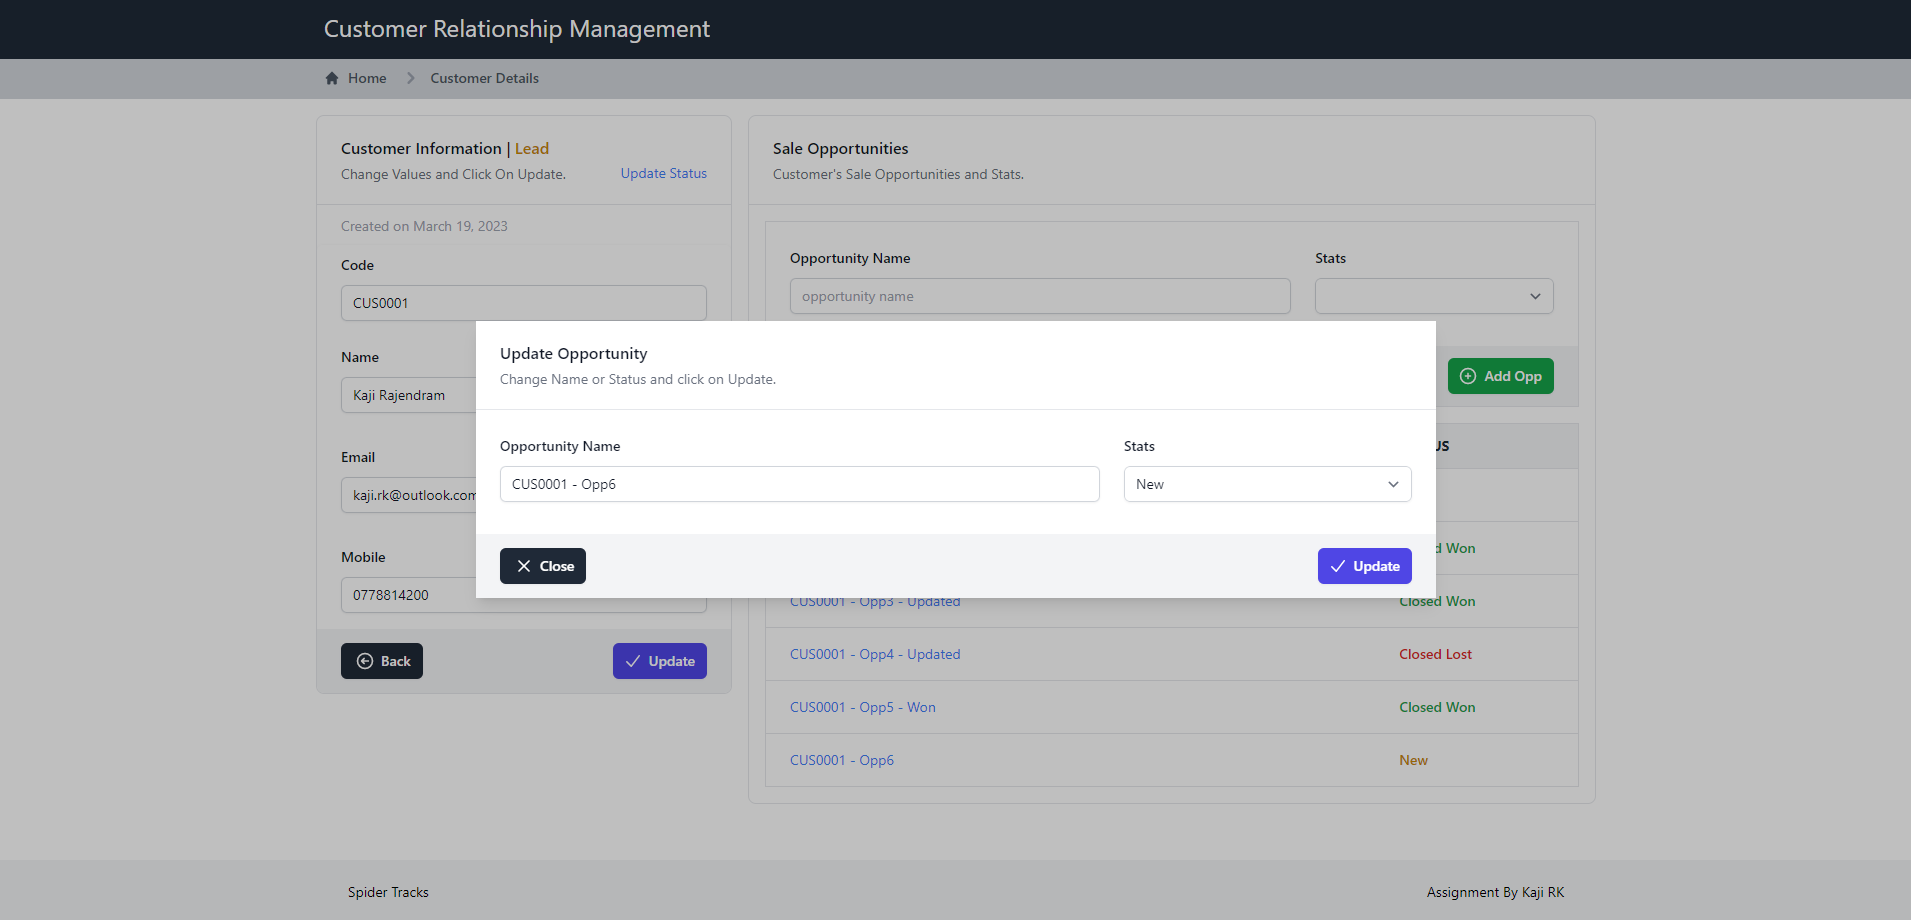 Customer Relationship Management
Home
Customer Details
Customer Information | Lead
Change Values and Click On Update.
Update Status
Created on March 19, 2023
Code
CUS0001
Name
Kaji Rajendram
Email
kaji.rk@outlook.com
Mobile
0778814200
Back
Update
Sale Opportunities
Customer's Sale Opportunities and Stats.
Opportunity Name
Stats
opportunity name
Add Opp
Update Opportunity
Change Name or Status and click on Update.
Opportunity Name
Stats
CUS0001 - Opp6
New
Close
Update
Won
CUS0001 - Opp3 - Updated
Closed Won
CUS0001 - Opp4 - Updated
Closed Lost
CUS0001 - Opp5 - Won
Closed Won
CUS0001 - Opp6
New
Spider Tracks
Assignment By Kaji RK